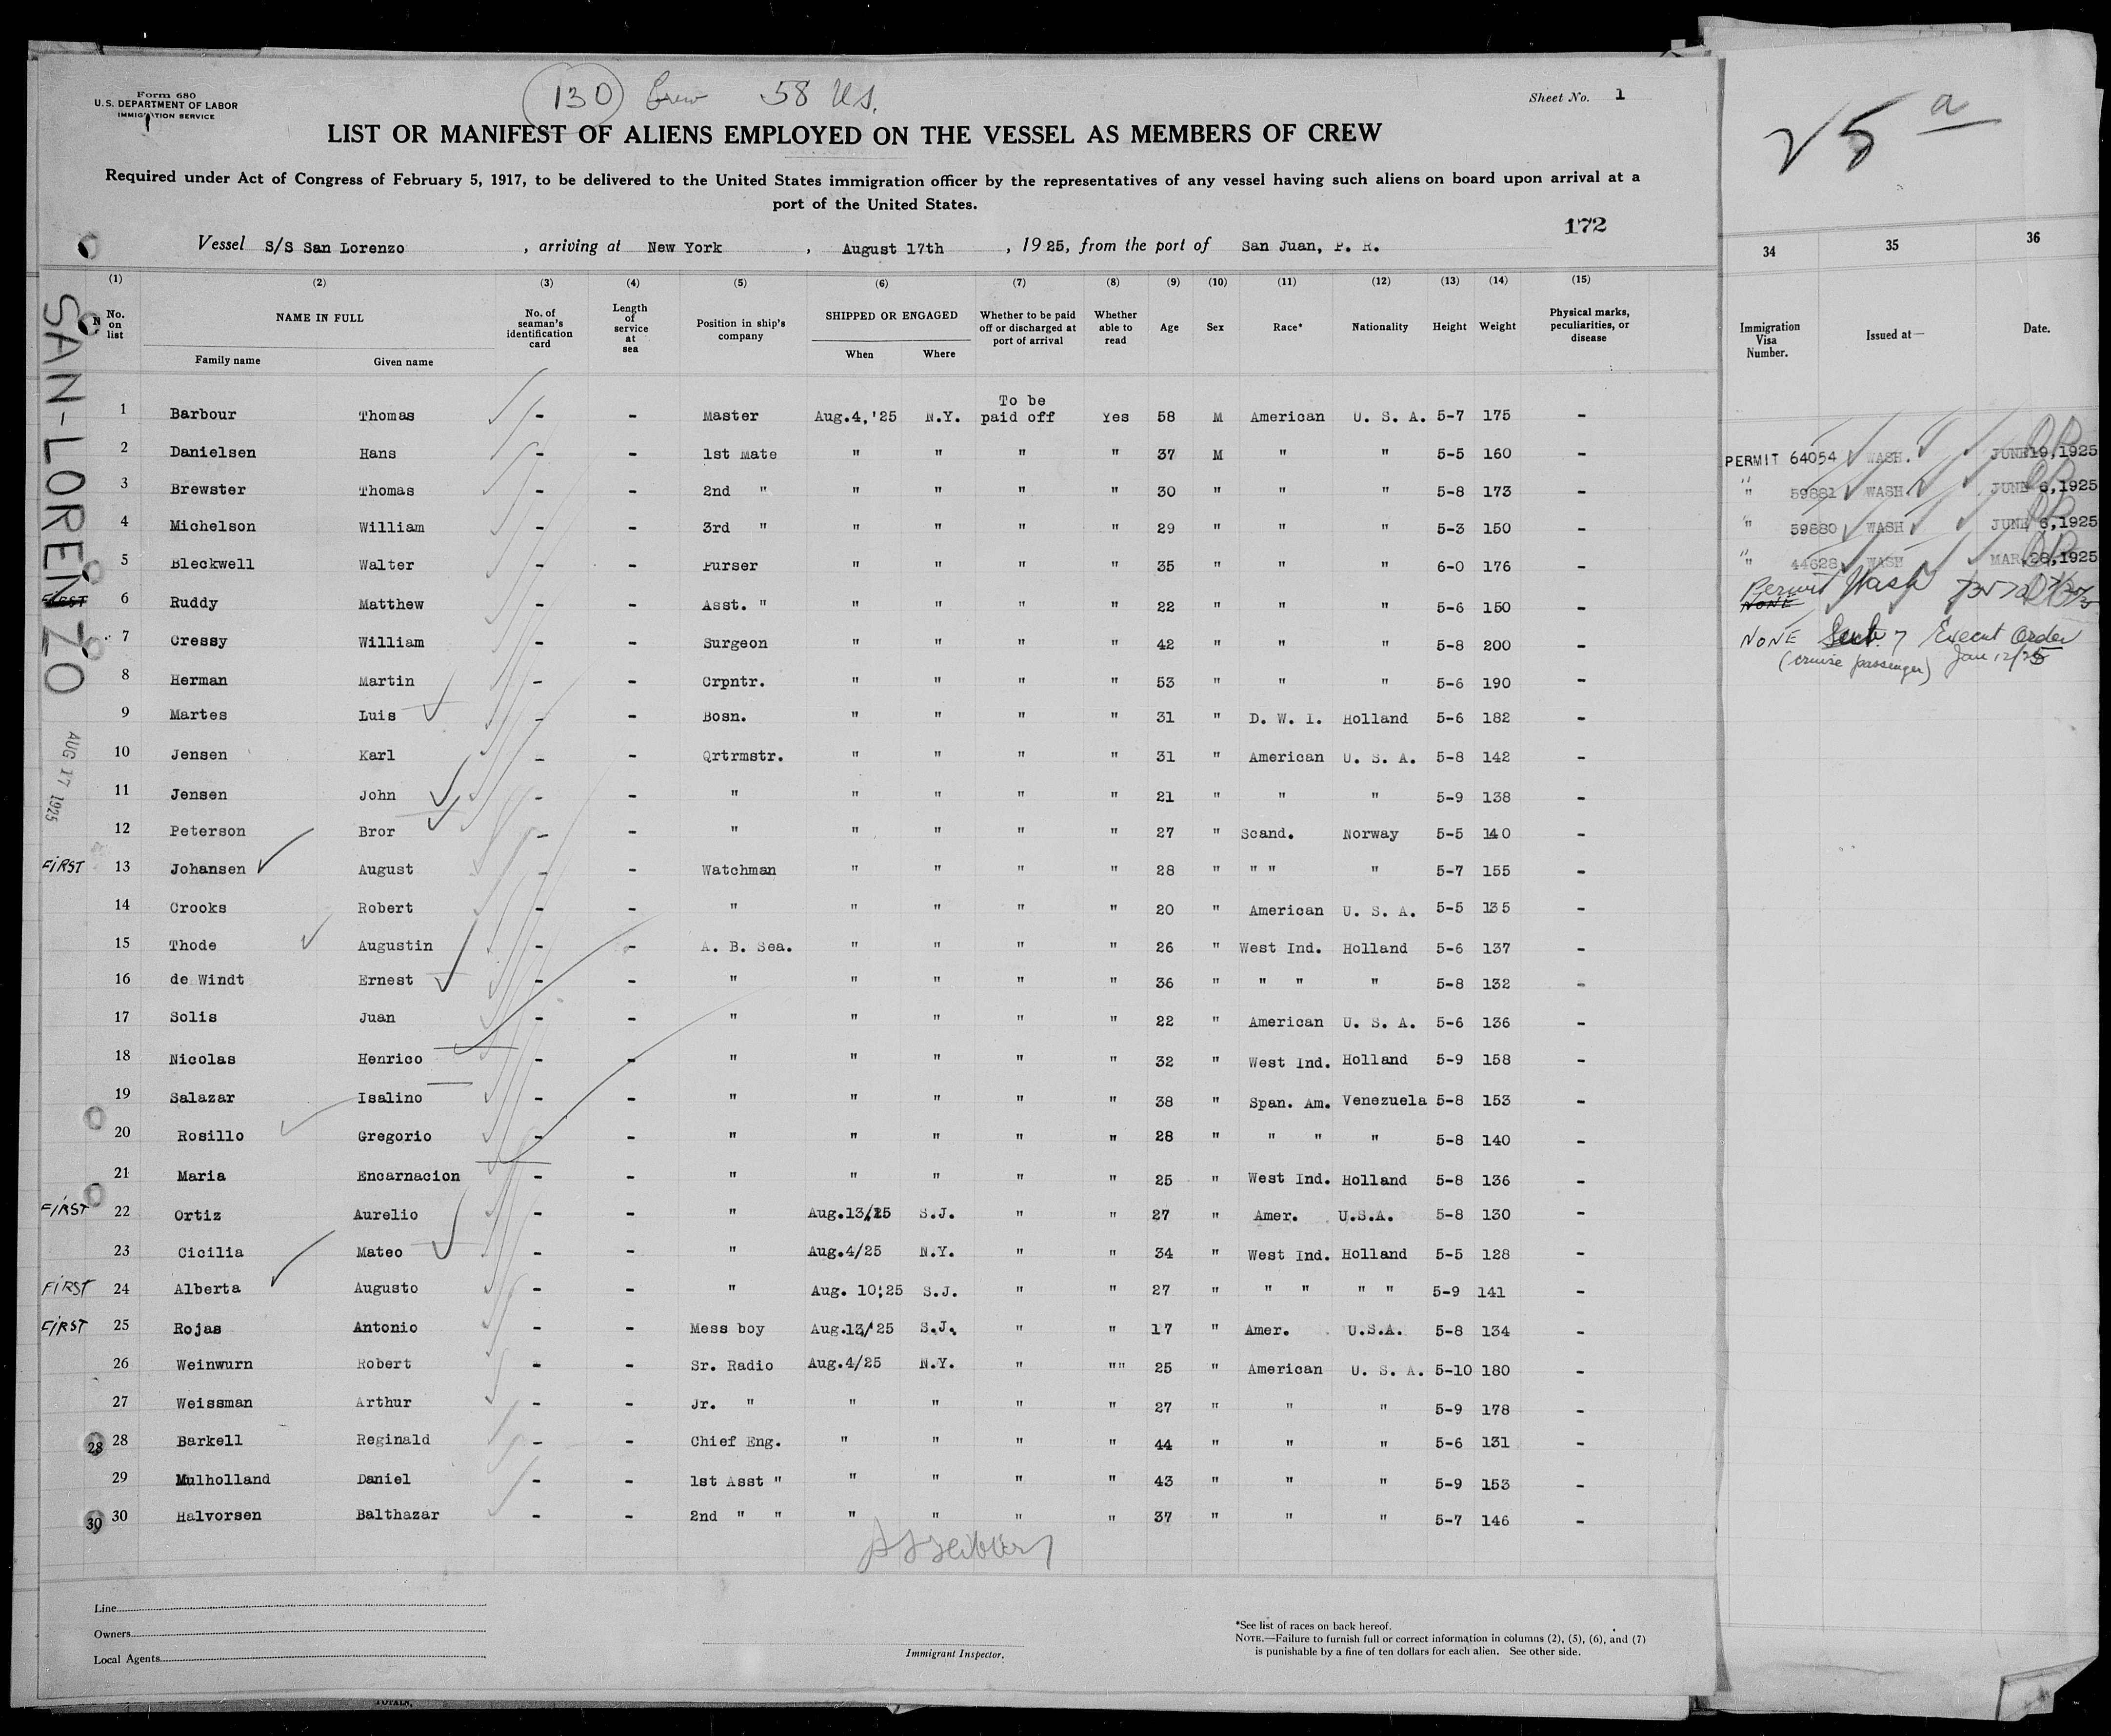 Form 680
U.S. DEPARTMENT OF LABOR
IMMIGRATION SERVICE
130 Crew 58 US.
Sheet No. 1
LIST OR MANIFEST OF ALIENS EMPLOYED ON THE VESSEL AS MEMBERS OF CREW
Required under Act of Congress of February 5, 1917, to be delivered to the United States immigration officer by the representatives of any vessel having such aliens on board upon arrival at a
port of the United States.
172
Vessel S/S San Lorenzo , arriving at New York , August 17th , 1925, from the port of San Juan, P. R.
(1) (2) (3) (4) (5) (6) (7) (8) (9) (10) (11) (12) (13) (14) (15)
No. on list NAME IN FULL Family name Given name No. of seaman's identification card Length of service at sea Position in ship's company SHIPPED OR ENGAGED When Where Whether to be paid off or discharged at port of arrival Whether able to read Age Sex Race* Nationality Height Weight Physical marks, peculiarities, or disease
SAN-LORENZO
AUG 17 1925
1 Barbour Thomas - - Master Aug.4,'25 N.Y. To be paid off Yes 58 M American U. S. A. 5-7 175 -
2 Danielsen Hans - - 1st Mate " " " " 37 M " " 5-5 160 -
3 Brewster Thomas - - 2nd " " " " " 30 " " " 5-8 173 -
4 Michelson William - - 3rd " " " " " 29 " " " 5-3 150 -
5 Bleckwell Walter - - Purser " " " " 35 " " " 6-0 176 -
FIRST 6 Ruddy Matthew - - Asst. " " " " " 22 " " " 5-6 150 -
7 Cressy William - - Surgeon " " " " 42 " " " 5-8 200 -
8 Herman Martin - - Crpntr. " " " " 53 " " " 5-6 190 -
9 Martes Luis - - Bosn. " " " " 31 " D. W. I. Holland 5-6 182 -
10 Jensen Karl - - Qrtrmstr. " " " " 31 " American U. S. A. 5-8 142 -
11 Jensen John - - " " " " " 21 " " " 5-9 138 -
12 Peterson Bror - - " " " " " 27 " Scand. Norway 5-5 140 -
FIRST 13 Johansen August - - Watchman " " " " 28 " " " " 5-7 155 -
14 Crooks Robert - - " " " " " 20 " American U. S. A. 5-5 135 -
15 Thode Augustin - - A. B. Sea. " " " " 26 " West Ind. Holland 5-6 137 -
16 de Windt Ernest - - " " " " " 36 " " " " 5-8 132 -
17 Solis Juan - - " " " " " 22 " American U. S. A. 5-6 136 -
18 Nicolas Henrico - - " " " " " 32 " West Ind. Holland 5-9 158 -
19 Salazar Isalino - - " " " " " 38 " Span. Am. Venezuela 5-8 153 -
20 Rosillo Gregorio - - " " " " " 28 " " " " 5-8 140 -
21 Maria Encarnacion - - " " " " " 25 " West Ind. Holland 5-8 136 -
FIRST 22 Ortiz Aurelio - - " Aug.13/25 S.J. " " 27 " Amer. U.S.A. 5-8 130 -
23 Cicilia Mateo - - " Aug.4/25 N.Y. " " 34 " West Ind. Holland 5-5 128 -
FIRST 24 Alberta Augusto - - " Aug. 10,'25 S.J. " " 27 " " " " " 5-9 141 -
FIRST 25 Rojas Antonio - - Mess boy Aug.13/25 S.J. " " 17 " Amer. U.S.A. 5-8 134 -
26 Weinwurn Robert - - Sr. Radio Aug.4/25 N.Y. " "" 25 " American U. S. A. 5-10 180 -
27 Weissman Arthur - - Jr. " " " " " 27 " " " 5-9 178 -
28 28 Barkell Reginald - - Chief Eng. " " " " 44 " " " 5-6 131 -
29 Mulholland Daniel - - 1st Asst " " " " " 43 " " " 5-9 153 -
30 30 Halvorsen Balthazar - - 2nd " " " " " " 37 " " " 5-7 146 -
Line
Owners
Local Agents
Immigrant Inspector.
*See list of races on back hereof.
NOTE.—Failure to furnish full or correct information in columns (2), (5), (6), and (7)
is punishable by a fine of ten dollars for each alien. See other side.
TOTALS,
25 a
34 35 36
Immigration Visa Number. Issued at— Date.
PERMIT 64054 WASH. JUNE 19, 1925
" 59881 WASH JUNE 6, 1925
" 59880 WASH JUNE 6, 1925
" 44628 WASH MAR. 28, 1925
Permit Wash
NONE
NONE Execut Order
(cruise passenger) Jan 12/25